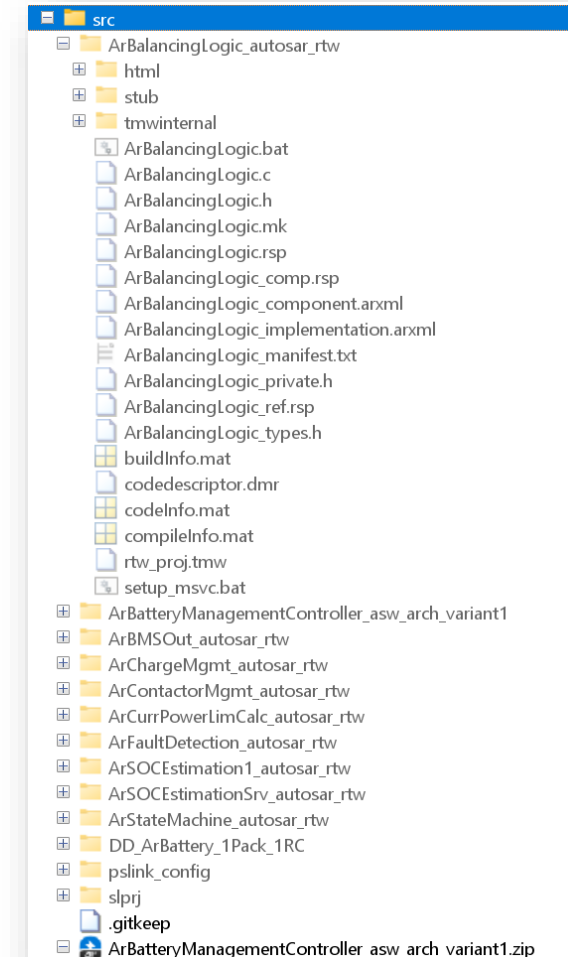 src
ArBalancingLogic_autosar_rtw
html
stub
tmwinternal
ArBalancingLogic.bat
ArBalancingLogic.c
ArBalancingLogic.h
ArBalancingLogic.mk
ArBalancingLogic.rsp
ArBalancingLogic_comp.rsp
ArBalancingLogic_component.arxml
ArBalancingLogic_implementation.arxml
ArBalancingLogic_manifest.txt
ArBalancingLogic_private.h
ArBalancingLogic_ref.rsp
ArBalancingLogic_types.h
buildInfo.mat
codedescriptor.dmr
codeInfo.mat
compileInfo.mat
rtw_proj.tmw
setup_msvc.bat
ArBatteryManagementController_asw_arch_variant1
ArBMSOut_autosar_rtw
ArChargeMgmt_autosar_rtw
ArContactorMgmt_autosar_rtw
ArCurrPowerLimCalc_autosar_rtw
ArFaultDetection_autosar_rtw
ArSOCEstimation1_autosar_rtw
ArSOCEstimationSrv_autosar_rtw
ArStateMachine_autosar_rtw
DD_ArBattery_1Pack_1RC
pslink_config
slprj
.gitkeep
ArBatteryManagementController_asw_arch_variant1.zip